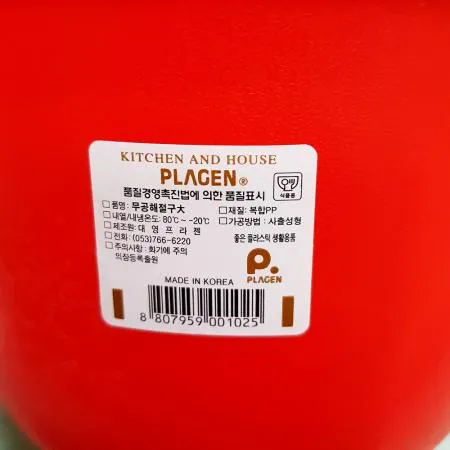 KITCHEN AND HOUSE
PLAGEN ®
식품용
품질경영촉진법에 의한 품질표시
□ 품명 : 무공해절구大 □ 재질 : 복합PP
□ 내열/내냉온도 : 80℃ ~ -20℃ □ 가공방법 : 사출성형
□ 제조원 : 대영프라젠
□ 전화 : (053)766-6220
□ 주의사항 : 화기에 주의
의장등록출원
좋은 플라스틱 생활용품
P.
PLAGEN
MADE IN KOREA
8 807959 001025